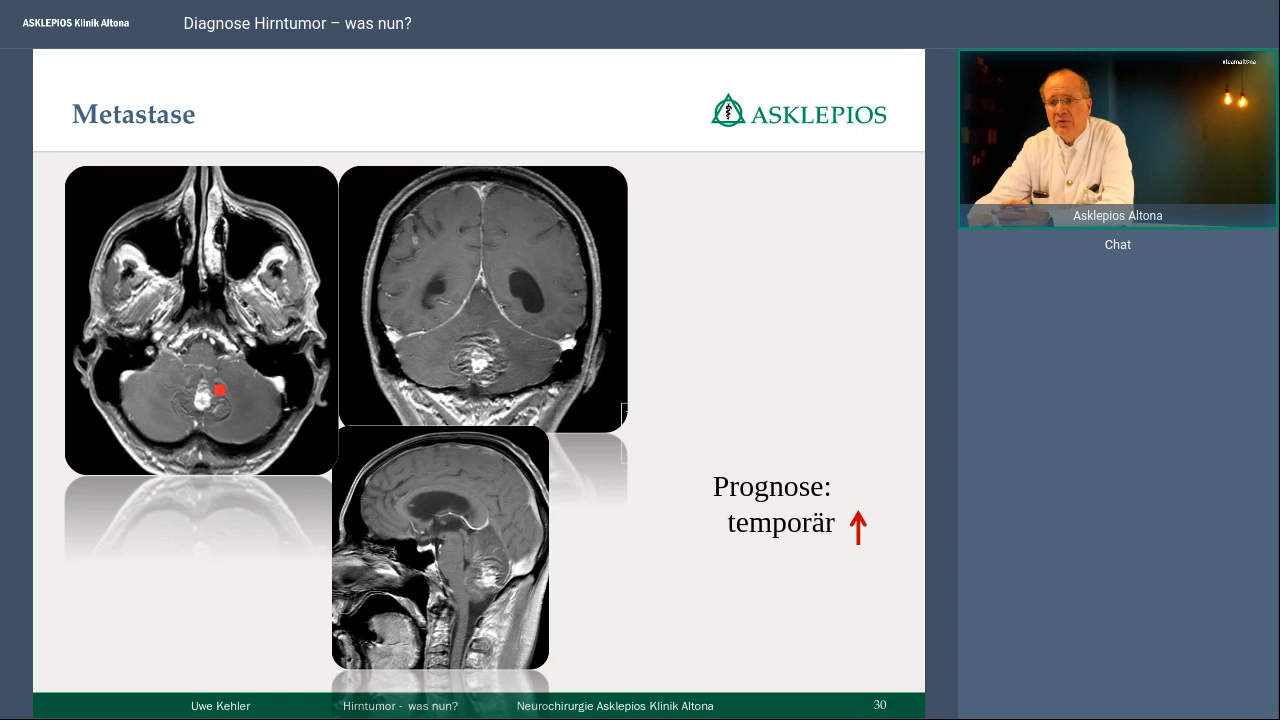 ASKLEPIOS Klinik Altona
Diagnose Hirntumor – was nun?
Metastase
ASKLEPIOS
#teamaltona
Asklepios Altona
Chat
Prognose:
temporär
Uwe Kehler
Hirntumor - was nun?
Neurochirurgie Asklepios Klinik Altona
30